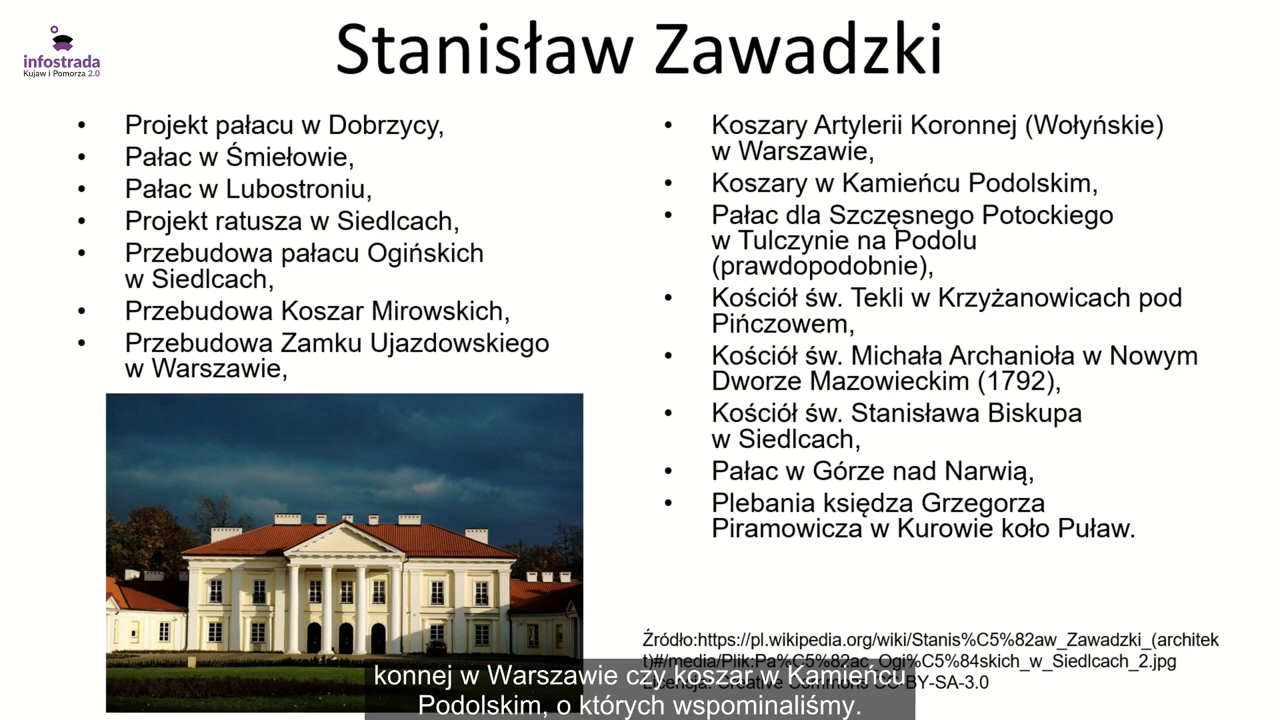 infostrada
Kujaw i Pomorza 2.0
Stanisław Zawadzki
• Projekt pałacu w Dobrzycy,
• Pałac w Śmiełowie,
• Pałac w Lubostroniu,
• Projekt ratusza w Siedlcach,
• Przebudowa pałacu Ogińskich
w Siedlcach,
• Przebudowa Koszar Mirowskich,
• Przebudowa Zamku Ujazdowskiego
w Warszawie,
• Koszary Artylerii Koronnej (Wołyńskie)
w Warszawie,
• Koszary w Kamieńcu Podolskim,
• Pałac dla Szczęsnego Potockiego
w Tulczynie na Podolu
(prawdopodobnie),
• Kościół św. Tekli w Krzyżanowicach pod
Pińczowem,
• Kościół św. Michała Archanioła w Nowym
Dworze Mazowieckim (1792),
• Kościół św. Stanisława Biskupa
w Siedlcach,
• Pałac w Górze nad Narwią,
• Plebania księdza Grzegorza
Piramowicza w Kurowie koło Puław.
Źródło:https://pl.wikipedia.org/wiki/Stanis%C5%82aw_Zawadzki_(architek
t)#/media/Plik:Pa%C5%82ac_Ogi%C5%84skich_w_Siedlcach_2.jpg
Licencja: Creative Commons CC-BY-SA-3.0
konnej w Warszawie czy koszar w Kamieńcu
Podolskim, o których wspominaliśmy.